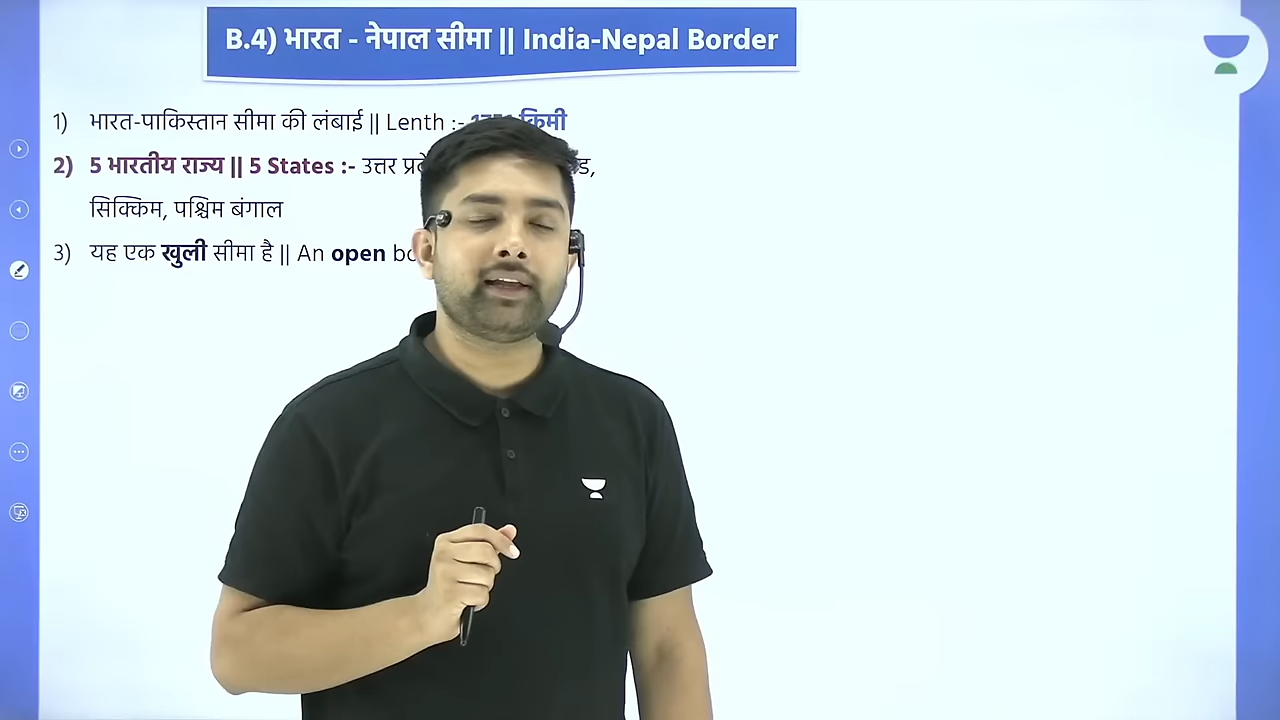 B.4) भारत - नेपाल सीमा || India-Nepal Border
1) भारत-पाकिस्तान सीमा की लंबाई || Lenth :- किमी
2) 5 भारतीय राज्य || 5 States :- उत्तर
सिक्किम, पश्चिम बंगाल
3) यह एक खुली सीमा है || An open